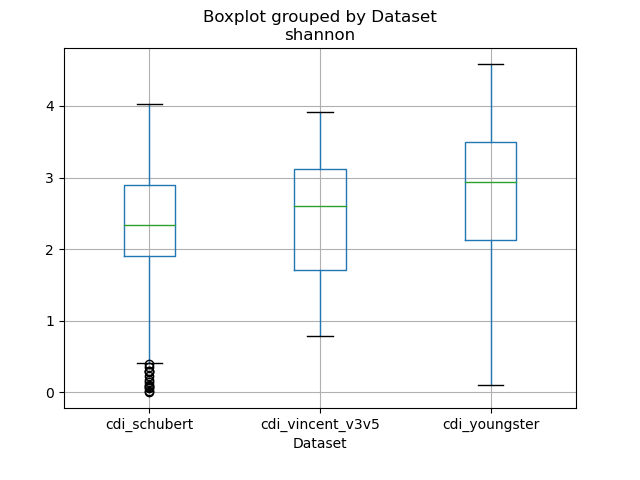 Boxplot grouped by Dataset
shannon
4
3
2
1
0
cdi_schubert
cdi_vincent_v3v5
cdi_youngster
Dataset